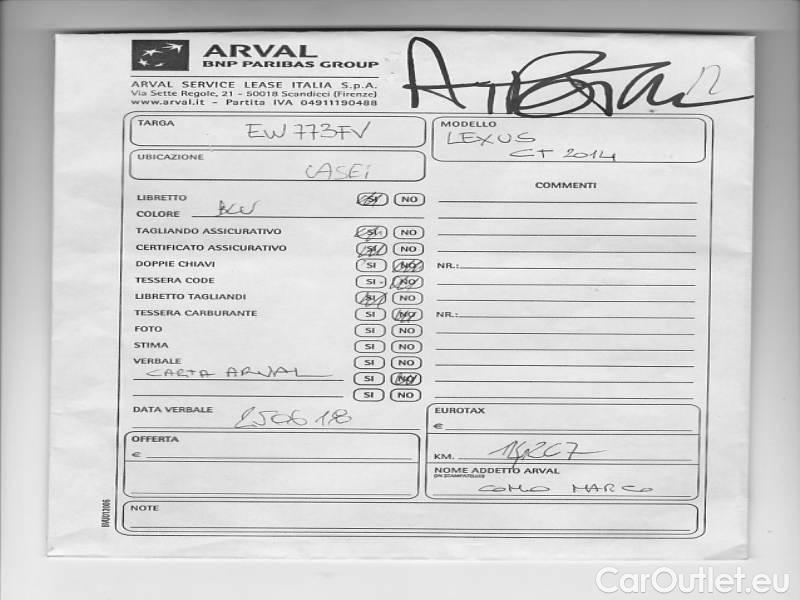 ARVAL
BNP PARIBAS GROUP
ARVAL SERVICE LEASE ITALIA S.p.A.
Via Sette Regole, 21 - 50018 Scandicci (Firenze)
www.arval.it - Partita IVA 04911190488
TARGA EW773FV
MODELLO LEXUS
CT 2014
UBICAZIONE CASEI
COMMENTI
LIBRETTO SI NO
COLORE BLU
TAGLIANDO ASSICURATIVO SI NO
CERTIFICATO ASSICURATIVO SI NO
DOPPIE CHIAVI SI NO NR.:
TESSERA CODE SI NO
LIBRETTO TAGLIANDI SI NO
TESSERA CARBURANTE SI NO NR.:
FOTO SI NO
STIMA SI NO
VERBALE SI NO
CARTA ARVAL SI NO
SI NO
DATA VERBALE 250618
EUROTAX
€
OFFERTA
€
KM.
NOME ADDETTO ARVAL
(IN STAMPATELLO)
COMO MARCO
NOTE
CarOutlet.eu